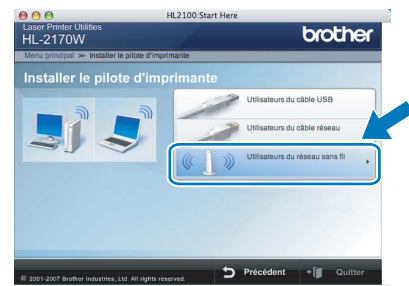 HL2100:Start Here
Laser Printer Utilities
HL-2170W
brother
Menu principal >> Installer le pilote d'imprimante
Installer le pilote d'imprimante
Utilisateurs du câble USB
Utilisateurs du câble réseau
Utilisateurs du réseau sans fil
© 2001-2007 Brother Industries, Ltd. All rights reserved.
Précédent
Quitter